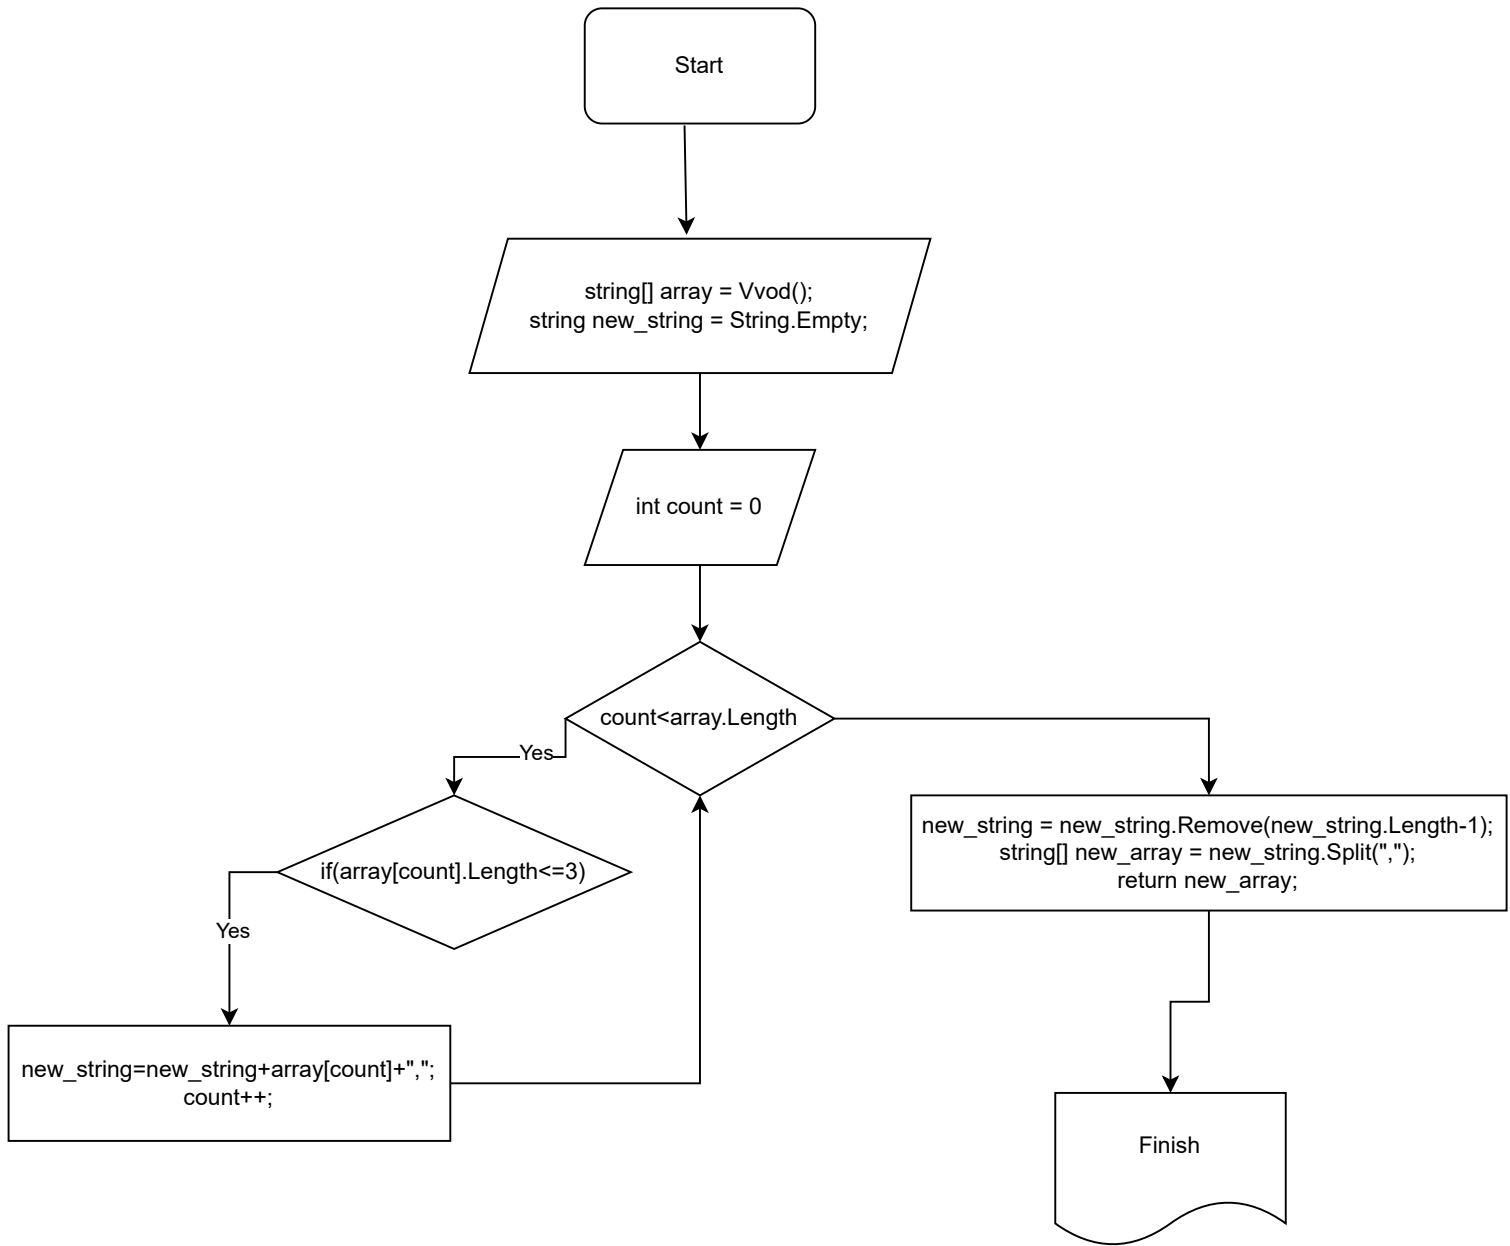 Start
string[] array = Vvod();
string new_string = String.Empty;
int count = 0
count<array.Length
Yes
if(array[count].Length<=3)
Yes
new_string=new_string+array[count]+",";
count++;
new_string = new_string.Remove(new_string.Length-1);
string[] new_array = new_string.Split(",");
return new_array;
Finish